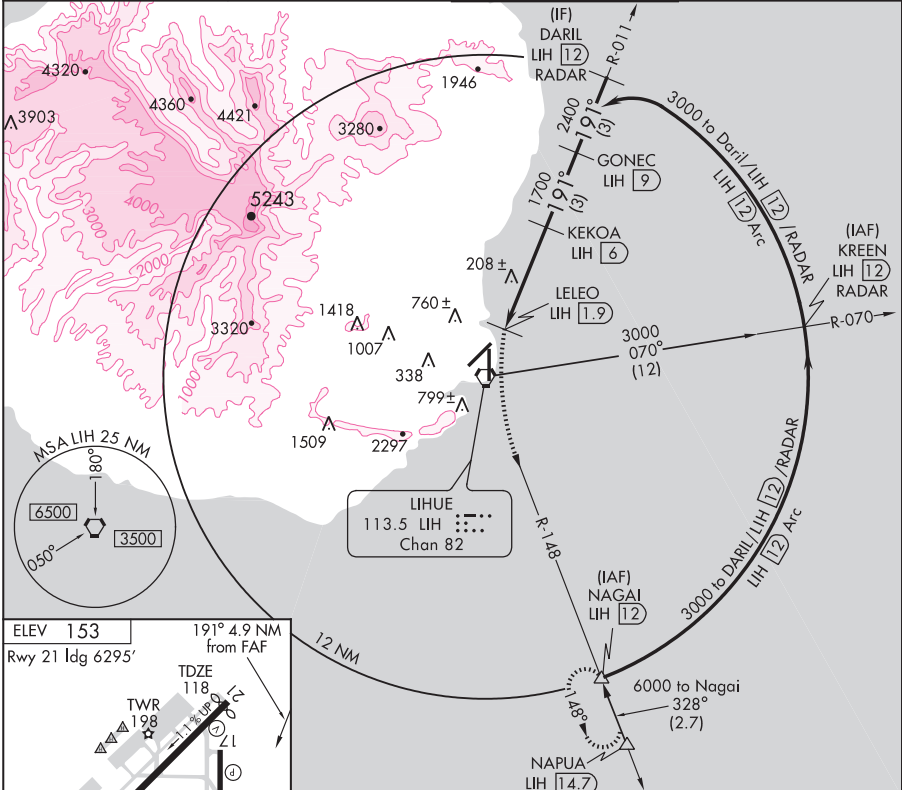 (IF)
DARIL
LIH 12
RADAR
R-011
4320
4360
4421
1946
3903
3280
2400
191°
(3)
3000 to Daril/LIH 12 /RADAR
LIH 12 Arc
GONEC
LIH 9
5243
4000
3000
1700
191°
(3)
KEKOA
LIH 6
(IAF)
KREEN
LIH 12
RADAR
2000
208 ±
LELEO
LIH 1.9
1418
760 ±
3320
1007
3000
070°
(12)
R-070
338
1000
799±
1509
2297
MSA LIH 25 NM
180°
6500
3500
050°
LIHUE
113.5 LIH
Chan 82
R-148
3000 to DARIL/LIH 12 /RADAR
LIH 12 Arc
(IAF)
NAGAI
LIH 12
12 NM
ELEV 153
Rwy 21 ldg 6295'
191° 4.9 NM
from FAF
TDZE
118
21
TWR
198
1.1% UP
V
17
P
148°
6000 to Nagai
328°
(2.7)
NAPUA
LIH 14.7